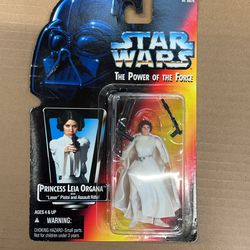 STAR
WARS
THE POWER OF THE FORCE
PRINCESS LEIA ORGANA
"Laser" Pistol and Assault Rifle!
AGES 4 & UP
WARNING:
CHOKING HAZARD-Small parts.
Not for children under 3 years.